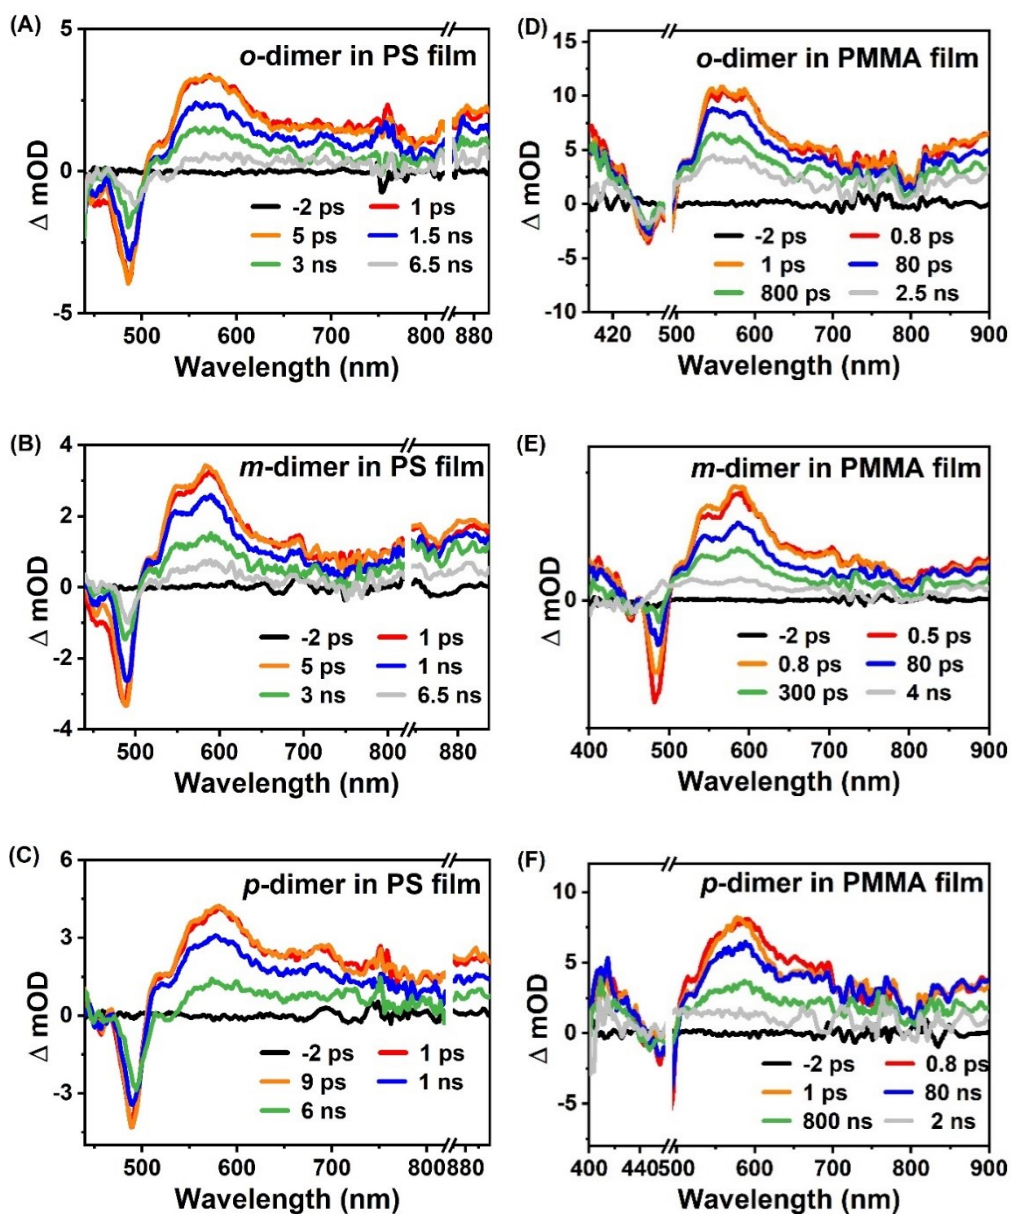 (A)
o-dimer in PS film
5
0
-5
Δ mOD
-2 ps 1 ps
5 ps 1.5 ns
3 ns 6.5 ns
500 600 700 800 880
Wavelength (nm)
(D)
o-dimer in PMMA film
15
10
5
0
-5
-10
Δ mOD
-2 ps 0.8 ps
1 ps 80 ps
800 ps 2.5 ns
420 500 600 700 800 900
Wavelength (nm)
(B)
m-dimer in PS film
4
2
0
-2
-4
Δ mOD
-2 ps 1 ps
5 ps 1 ns
3 ns 6.5 ns
500 600 700 800 880
Wavelength (nm)
(E)
m-dimer in PMMA film
0
Δ mOD
-2 ps 0.5 ps
0.8 ps 80 ps
300 ps 4 ns
400 500 600 700 800 900
Wavelength (nm)
(C)
p-dimer in PS film
6
3
0
-3
Δ mOD
-2 ps 1 ps
9 ps 1 ns
6 ns
500 600 700 800 880
Wavelength (nm)
(F)
p-dimer in PMMA film
10
5
0
-5
Δ mOD
-2 ps 0.8 ps
1 ps 80 ns
800 ns 2 ns
400 440 500 600 700 800 900
Wavelength (nm)